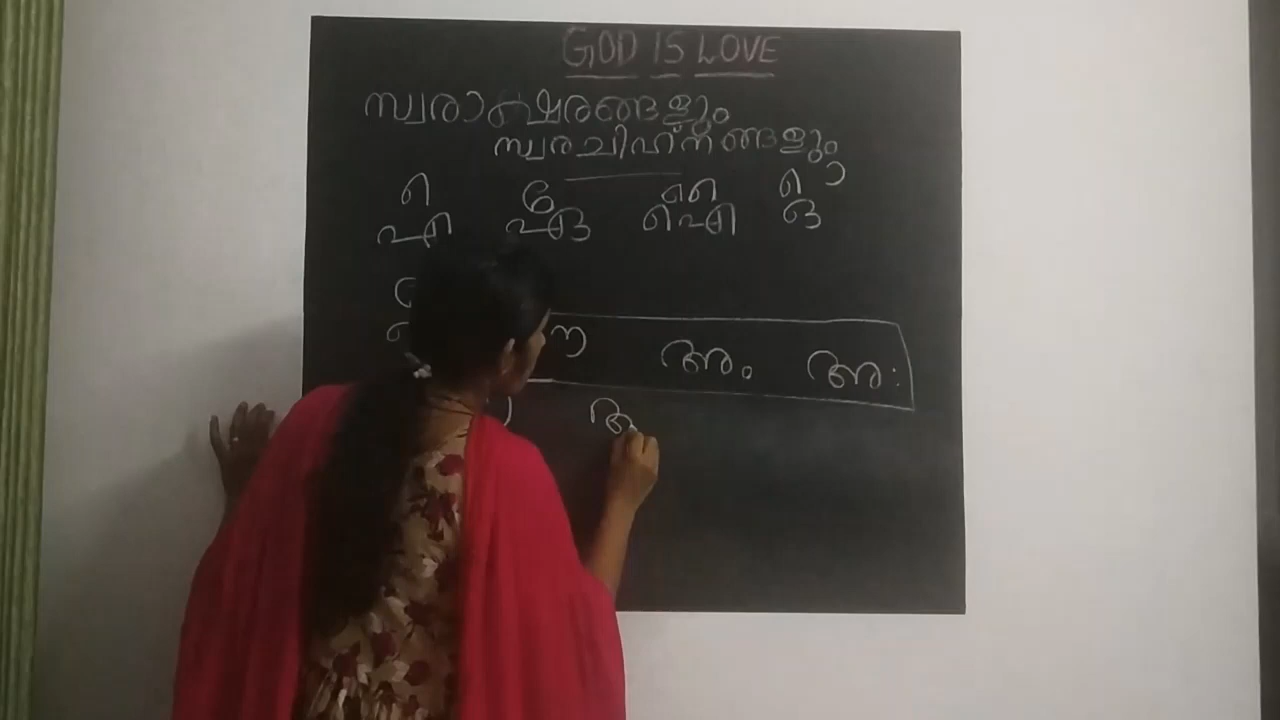 GOD IS LOVE
സ്വരാക്ഷരങ്ങളും
സ്വരചിഹ്നങ്ങളും
െ േ ൈ ൊ
എ ഏ ഐ ഒ
അം അഃ